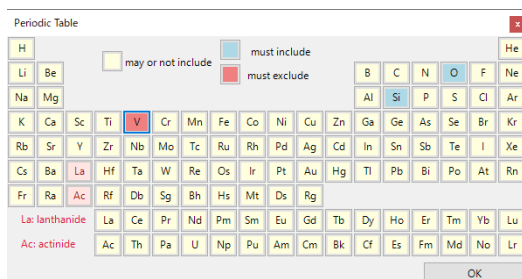 Periodic Table x
H may or not include must include He
Li Be must exclude B C N O F Ne
Na Mg Al Si P S Cl Ar
K Ca Sc Ti V Cr Mn Fe Co Ni Cu Zn Ga Ge As Se Br Kr
Rb Sr Y Zr Nb Mo Tc Ru Rh Pd Ag Cd In Sn Sb Te I Xe
Cs Ba La Hf Ta W Re Os Ir Pt Au Hg Tl Pb Bi Po At Rn
Fr Ra Ac Rf Db Sg Bh Hs Mt Ds Rg
La: lanthanide La Ce Pr Nd Pm Sm Eu Gd Tb Dy Ho Er Tm Yb Lu
Ac: actinide Ac Th Pa U Np Pu Am Cm Bk Cf Es Fm Md No Lr
OK